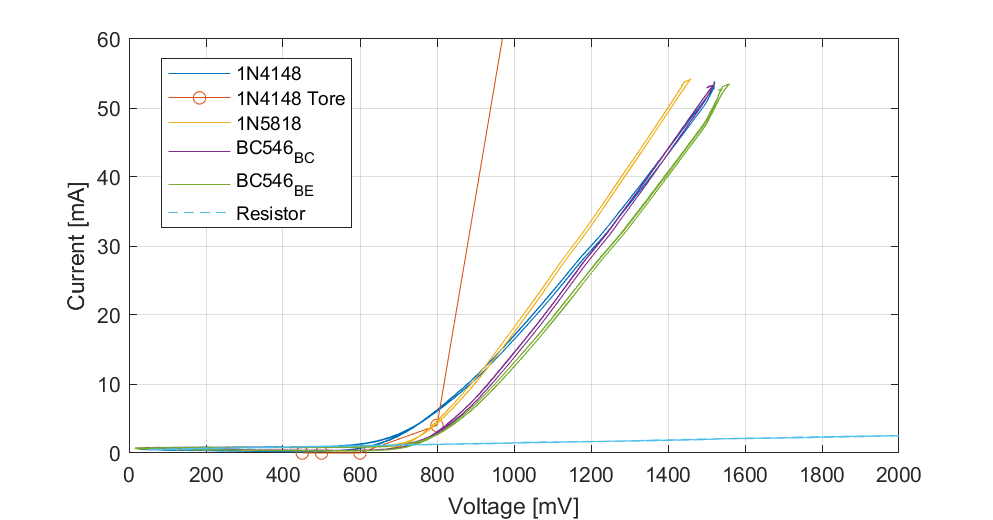 60
50
40
30
20
10
0
Current [mA]
1N4148
1N4148 Tore
1N5818
BC546BC
BC546BE
Resistor
0 200 400 600 800 1000 1200 1400 1600 1800 2000
Voltage [mV]